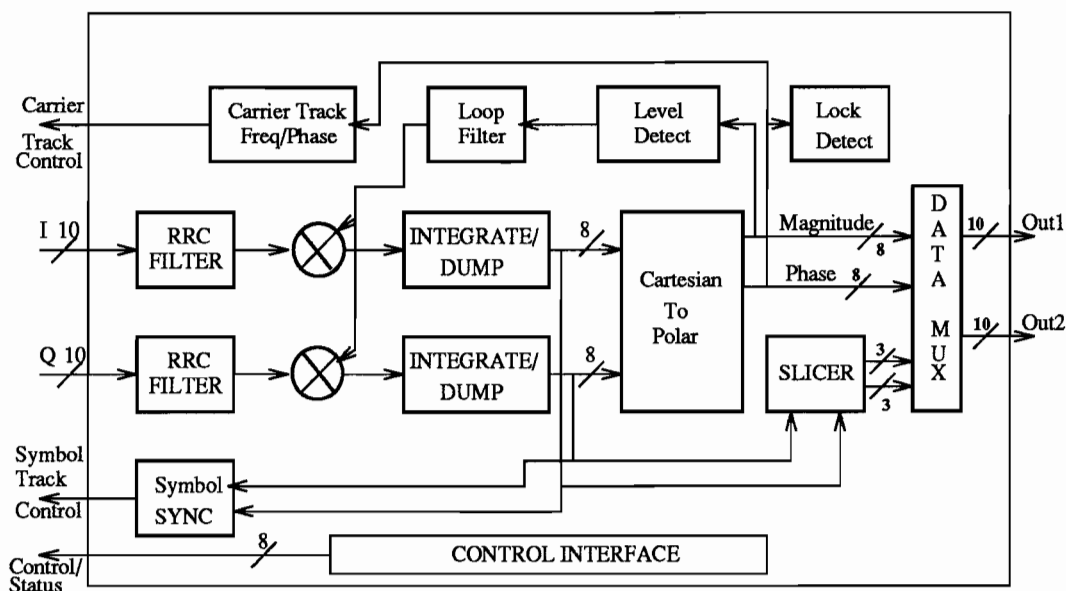 Carrier
Track
Control
Carrier Track
Freq/Phase
Loop
Filter
Level
Detect
Lock
Detect
I 10
RRC
FILTER
INTEGRATE/
DUMP
8
Cartesian
To
Polar
Magnitude
8
Phase
8
DATA MUX
10
Out1
10
Out2
Q 10
RRC
FILTER
INTEGRATE/
DUMP
8
SLICER
3
3
Symbol
Track
Control
Symbol
SYNC
Control/
Status
8
CONTROL INTERFACE